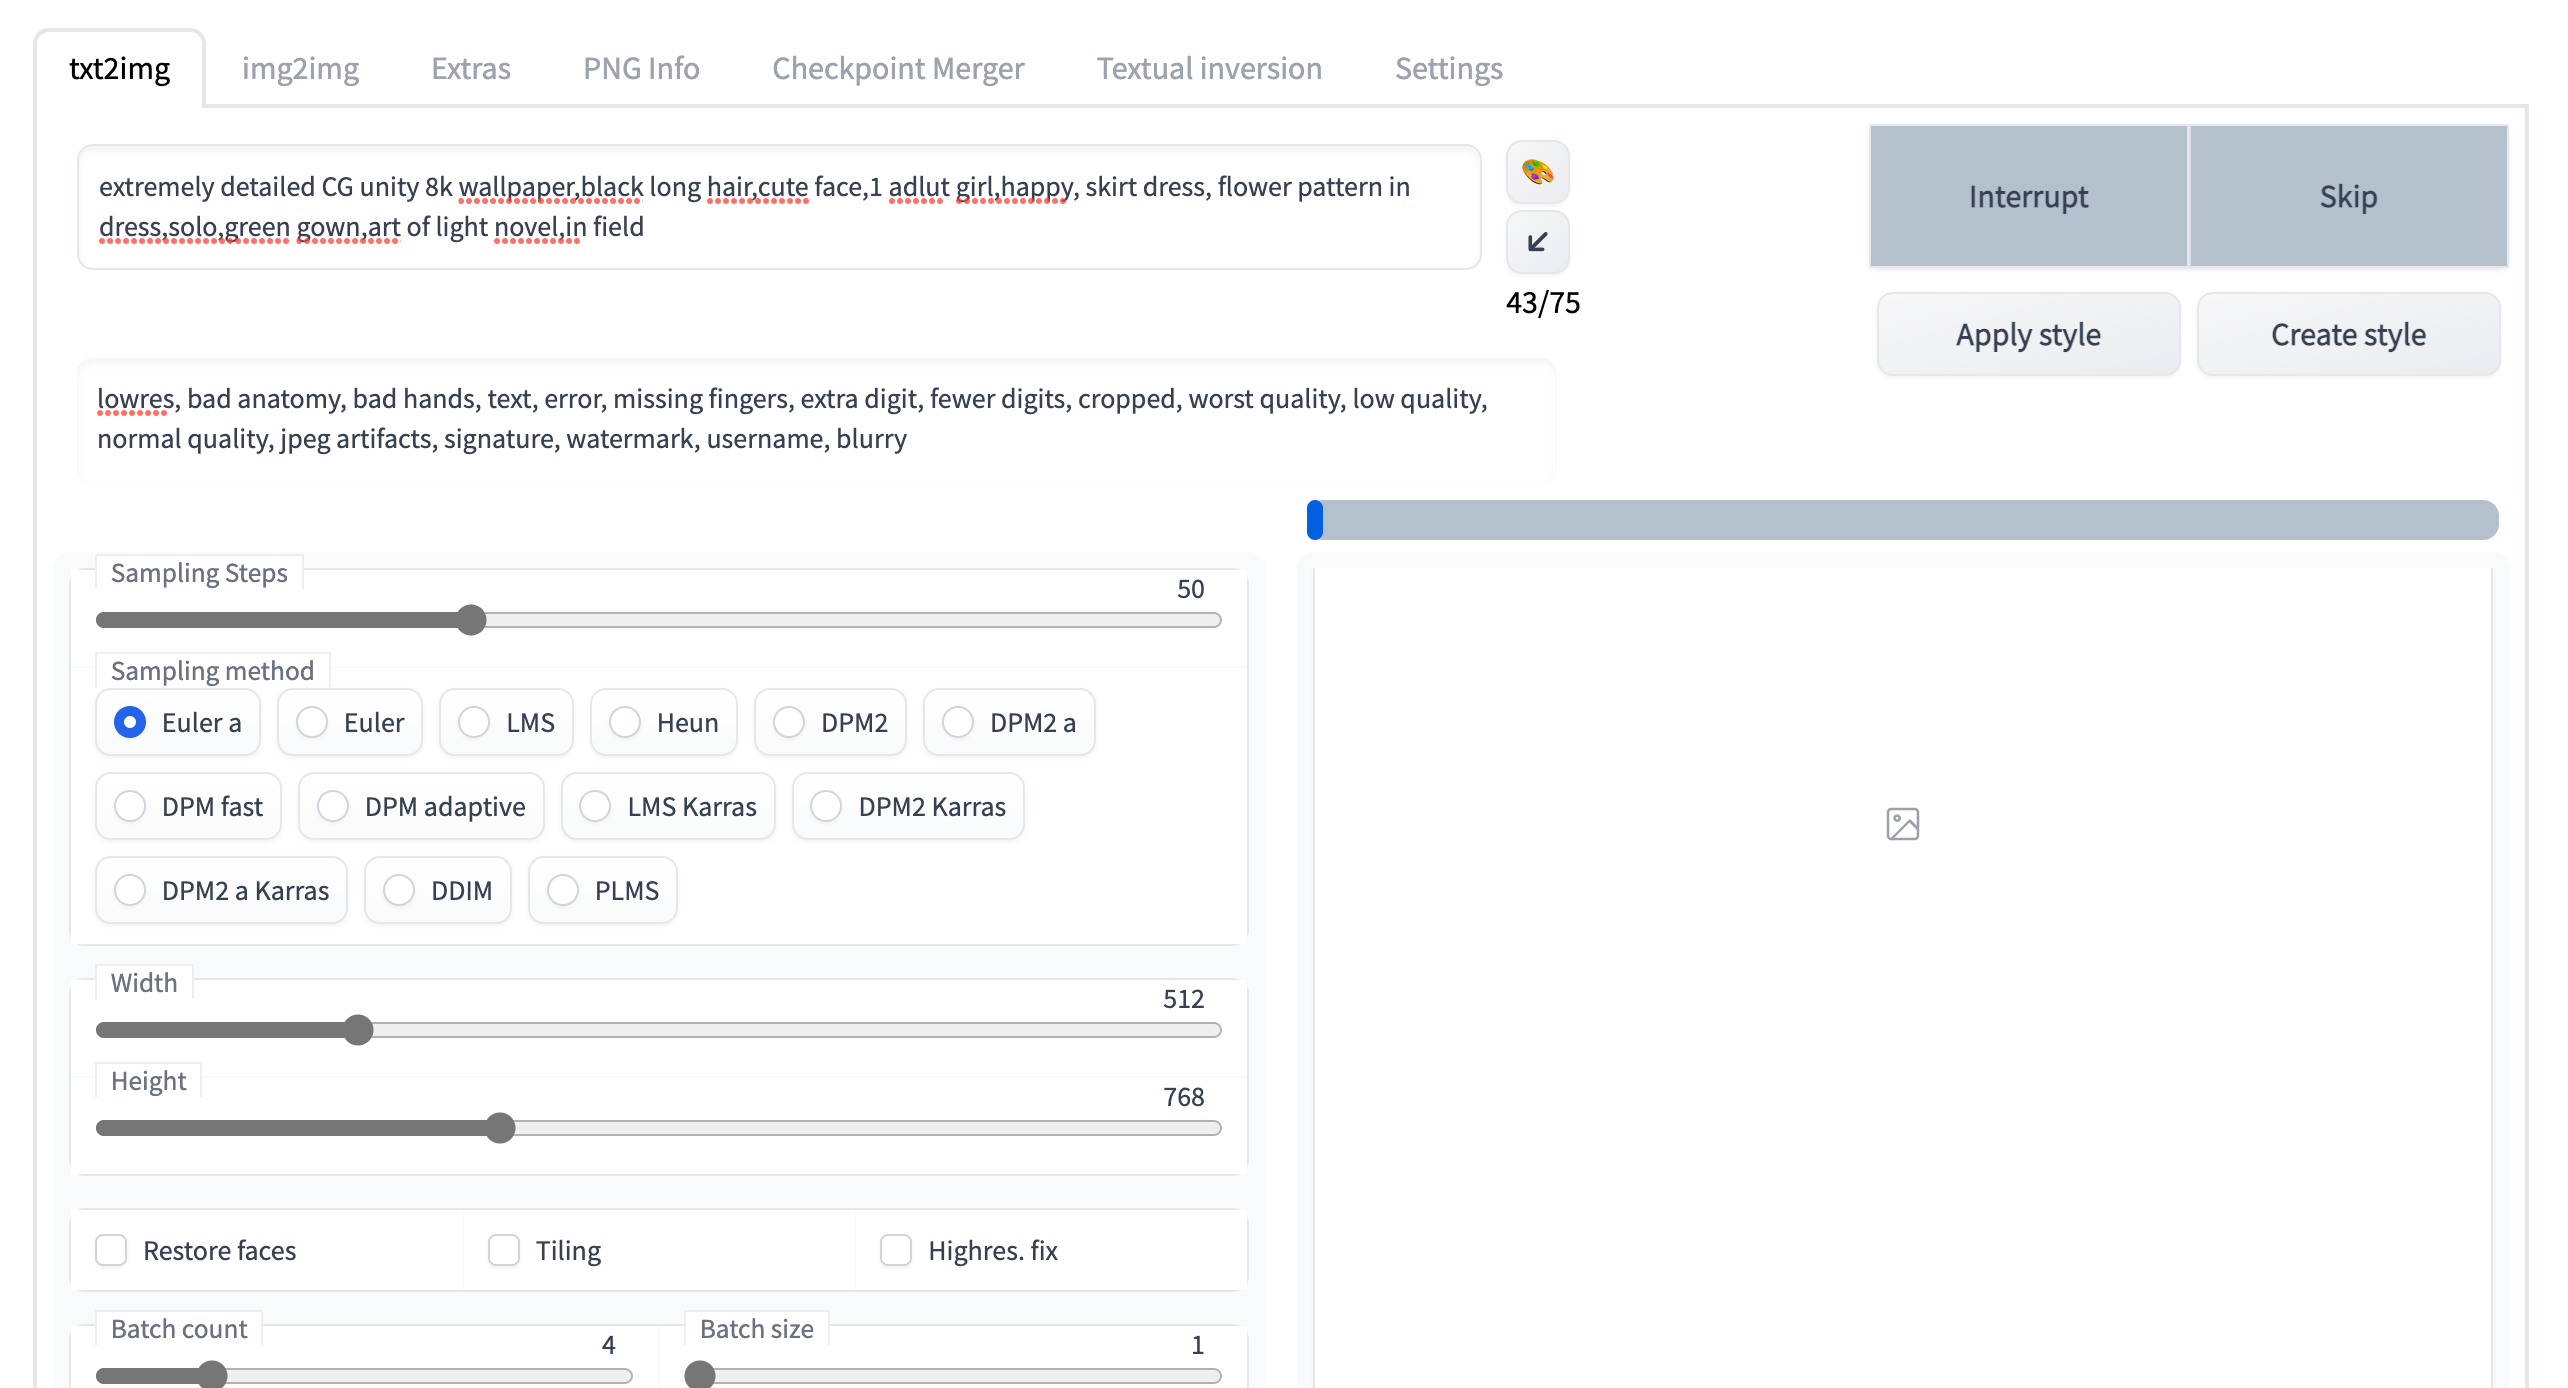 txt2img img2img Extras PNG Info Checkpoint Merger Textual inversion Settings
extremely detailed CG unity 8k wallpaper,black long hair,cute face,1 adlut girl,happy, skirt dress, flower pattern in
dress,solo,green gown,art of light novel,in field
43/75
Interrupt Skip
Apply style Create style
lowres, bad anatomy, bad hands, text, error, missing fingers, extra digit, fewer digits, cropped, worst quality, low quality,
normal quality, jpeg artifacts, signature, watermark, username, blurry
Sampling Steps
50
Sampling method
Euler a Euler LMS Heun DPM2 DPM2 a
DPM fast DPM adaptive LMS Karras DPM2 Karras
DPM2 a Karras DDIM PLMS
Width
512
Height
768
Restore faces Tiling Highres. fix
Batch count 4 Batch size 1